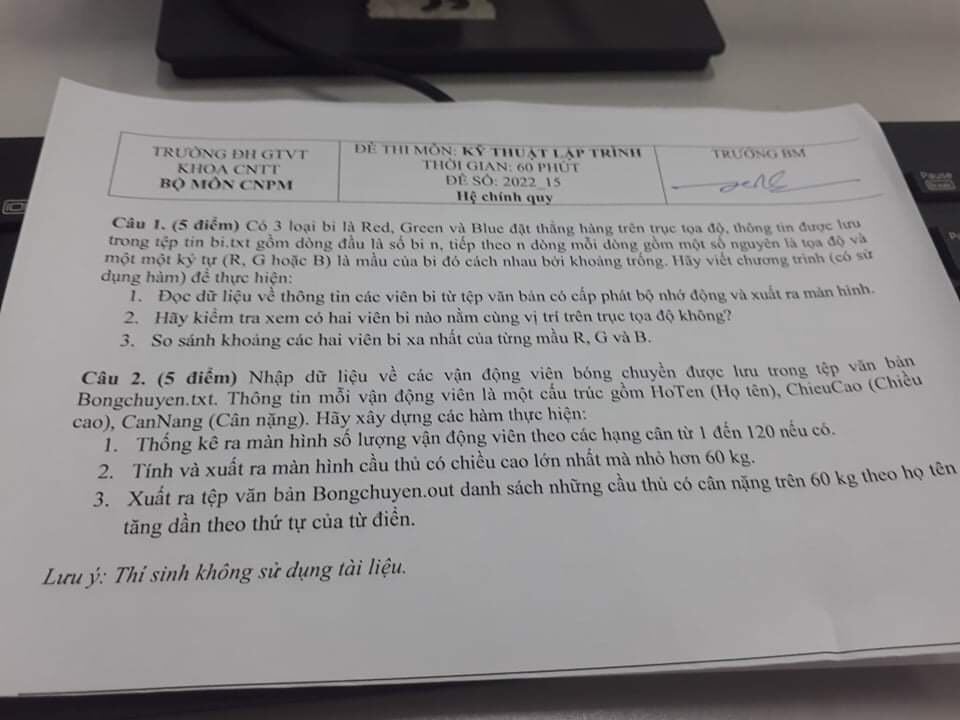 TRƯỜNG ĐH GTVT
KHOA CNTT
BỘ MÔN CNPM
ĐỀ THI MÔN: KỸ THUẬT LẬP TRÌNH
THỜI GIAN: 60 PHÚT
ĐỀ SỐ: 2022_15
Hệ chính quy
TRƯỞNG BM
Câu 1. (5 điểm) Có 3 loại bi là Red, Green và Blue đặt thẳng hàng trên trục tọa độ, thông tin được lưu
trong tệp tin bi.txt gồm dòng đầu là số bi n, tiếp theo n dòng mỗi dòng gồm một số nguyên là tọa độ và
một một ký tự (R, G hoặc B) là mầu của bi đó cách nhau bởi khoảng trống. Hãy viết chương trình (có sử
dụng hàm) để thực hiện:
1. Đọc dữ liệu về thông tin các viên bi từ tệp văn bản có cấp phát bộ nhớ động và xuất ra màn hình.
2. Hãy kiểm tra xem có hai viên bi nào nằm cùng vị trí trên trục tọa độ không?
3. So sánh khoảng các hai viên bi xa nhất của từng mầu R, G và B.
Câu 2. (5 điểm) Nhập dữ liệu về các vận động viên bóng chuyền được lưu trong tệp văn bản
Bongchuyen.txt. Thông tin mỗi vận động viên là một cấu trúc gồm HoTen (Họ tên), ChieuCao (Chiều
cao), CanNang (Cân nặng). Hãy xây dựng các hàm thực hiện:
1. Thống kê ra màn hình số lượng vận động viên theo các hạng cân từ 1 đến 120 nếu có.
2. Tính và xuất ra màn hình cầu thủ có chiều cao lớn nhất mà nhỏ hơn 60 kg.
3. Xuất ra tệp văn bản Bongchuyen.out danh sách những cầu thủ có cân nặng trên 60 kg theo họ tên
tăng dần theo thứ tự của từ điển.
Lưu ý: Thí sinh không sử dụng tài liệu.
Pause